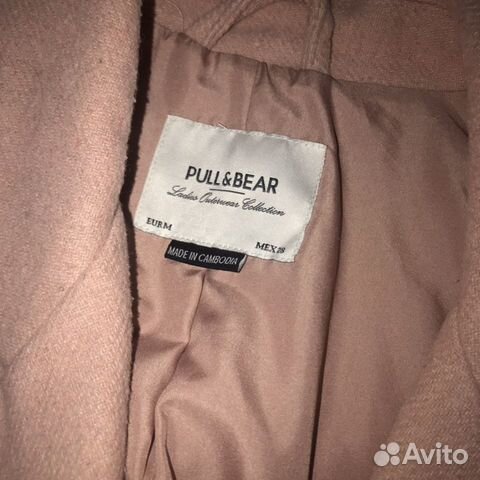 PULL&BEAR
Ladies Outerwear Collection
EUR M
MEX 28
MADE IN CAMBODIA
Avito